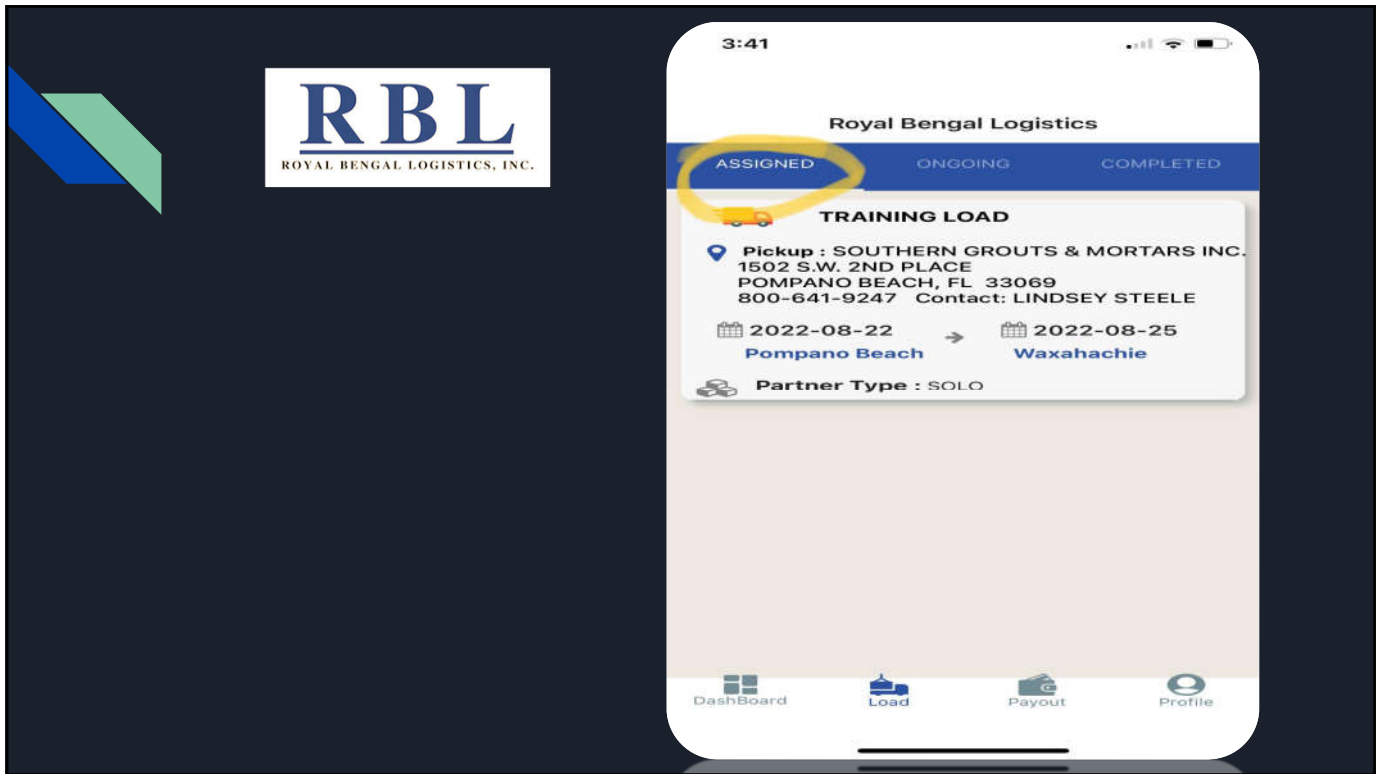 RBL
ROYAL BENGAL LOGISTICS, INC.
3:41
Royal Bengal Logistics
ASSIGNED ONGOING COMPLETED
TRAINING LOAD
Pickup : SOUTHERN GROUTS & MORTARS INC.
1502 S.W. 2ND PLACE
POMPANO BEACH, FL 33069
800-641-9247 Contact: LINDSEY STEELE
2022-08-22 2022-08-25
Pompano Beach Waxahachie
Partner Type : SOLO
DashBoard Load Payout Profile